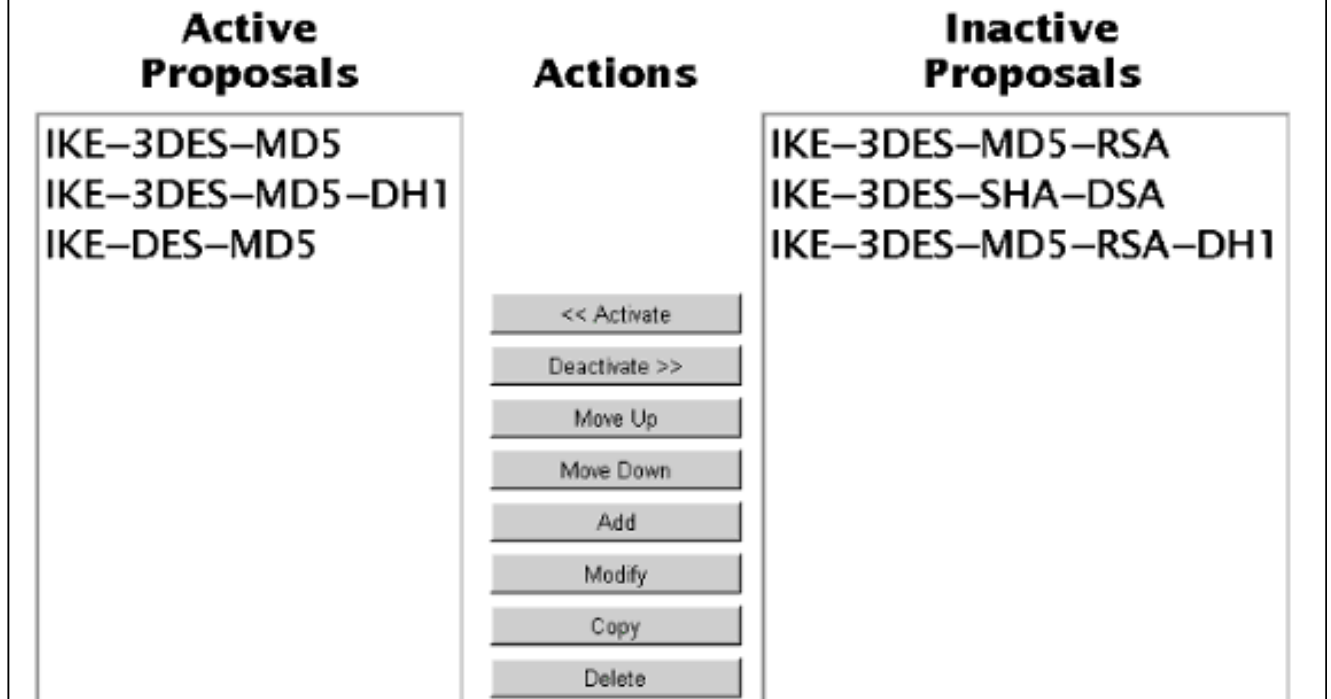 Active
Proposals
Actions
Inactive
Proposals
IKE–3DES–MD5
IKE–3DES–MD5–DH1
IKE–DES–MD5
<< Activate
Deactivate >>
Move Up
Move Down
Add
Modify
Copy
Delete
IKE–3DES–MD5–RSA
IKE–3DES–SHA–DSA
IKE–3DES–MD5–RSA–DH1